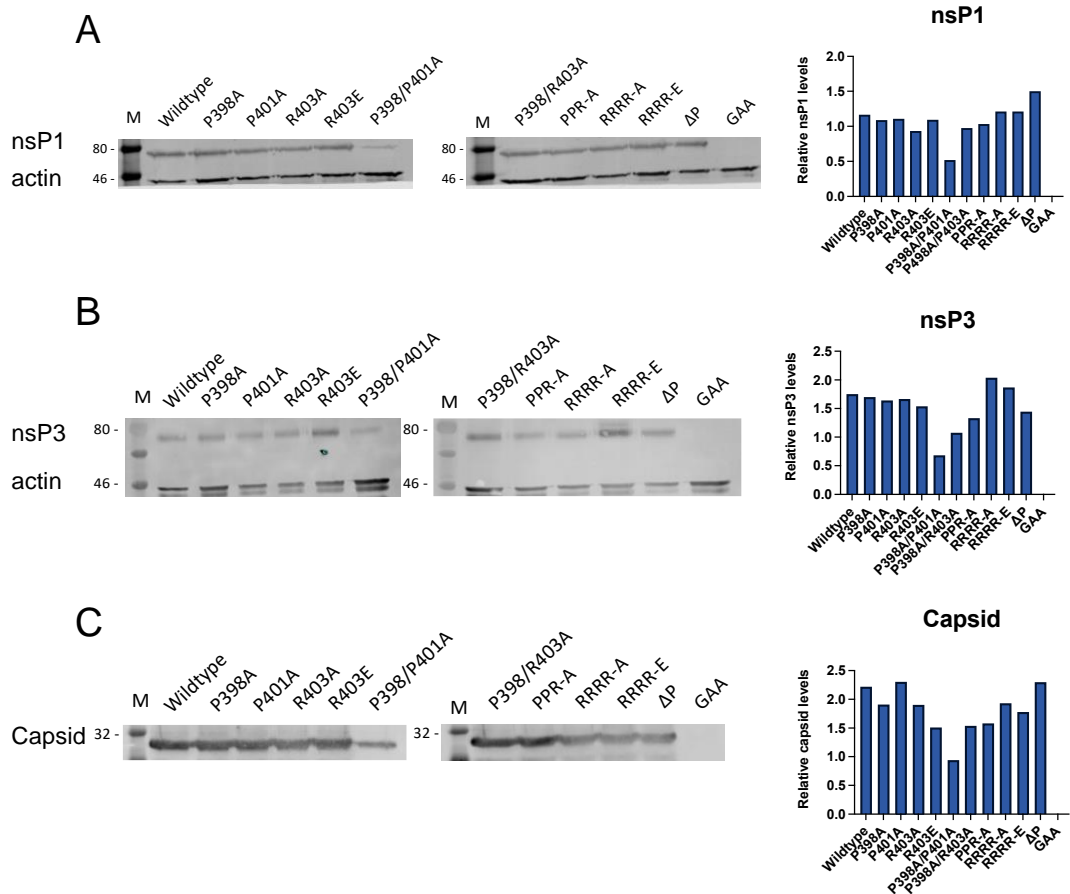 A
M
Wildtype
P398A
P401A
R403A
R403E
P398/P401A
M
P398/R403A
PPR-A
RRRR-A
RRRR-E
ΔP
GAA
nsP1
actin
80 -
46 -
80 -
46 -
nsP1
Relative nsP1 levels
2.0
1.5
1.0
0.5
0.0
Wildtype
P398A
P401A
R403A
R403E
P398A/P401A
P498A/P403A
PPR-A
RRRR-A
RRRR-E
ΔP
GAA
B
M
Wildtype
P398A
P401A
R403A
R403E
P398/P401A
M
P398/R403A
PPR-A
RRRR-A
RRRR-E
ΔP
GAA
nsP3
actin
80 -
46 -
80 -
46 -
nsP3
Relative nsP3 levels
2.5
2.0
1.5
1.0
0.5
0.0
Wildtype
P398A
P401A
R403A
R403E
P398A/P401A
P398A/R403A
PPR-A
RRRR-A
RRRR-E
ΔP
GAA
C
M
Wildtype
P398A
P401A
R403A
R403E
P398/P401A
M
P398/R403A
PPR-A
RRRR-A
RRRR-E
ΔP
GAA
Capsid
32 -
32 -
Capsid
Relative capsid levels
2.5
2.0
1.5
1.0
0.5
0.0
Wildtype
P398A
P401A
R403A
R403E
P398A/P401A
P398A/R403A
PPR-A
RRRR-A
RRRR-E
ΔP
GAA